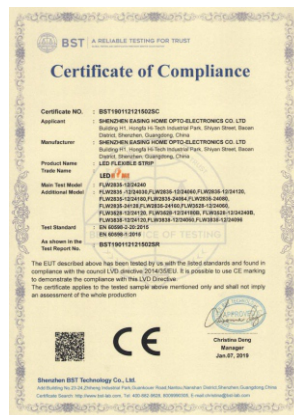 BST
A RELIABLE TESTING FOR TRUST
Certificate of Compliance
Certificate NO. : BST190112121502SC
Applicant : SHENZHEN EASING HOME OPTO-ELECTRONICS CO. LTD
Building H1, Hongfa Hi-Tech Industrial Park, Shiyan Street, Baoan
District, Shenzhen, Guangdong, China
Manufacturer : SHENZHEN EASING HOME OPTO-ELECTRONICS CO. LTD
Building H1, Hongfa Hi-Tech Industrial Park, Shiyan Street, Baoan
District, Shenzhen, Guangdong, China
Product Name : LED FLEXIBLE STRIP
Trade Name
LED
Main Test Model : FLW2835-12/24240
Additional Model :
Test Standard : EN 60598-2-20:2015
EN 60598-1:2015
As shown in the
Test Report No. : BST190112121502SR
The EUT described above has been tested by us with the listed standards and found in
compliance with the council LVD directive 2014/35/EU. It is possible to use CE marking
to demonstrate the compliance with this LVD Directive.
The certificate applies to the tested sample above mentioned only and shall not imply
an assessment of the whole production
CE
Christina Deng
Manager
Jan.07, 2019
Shenzhen BST Technology Co., Ltd.